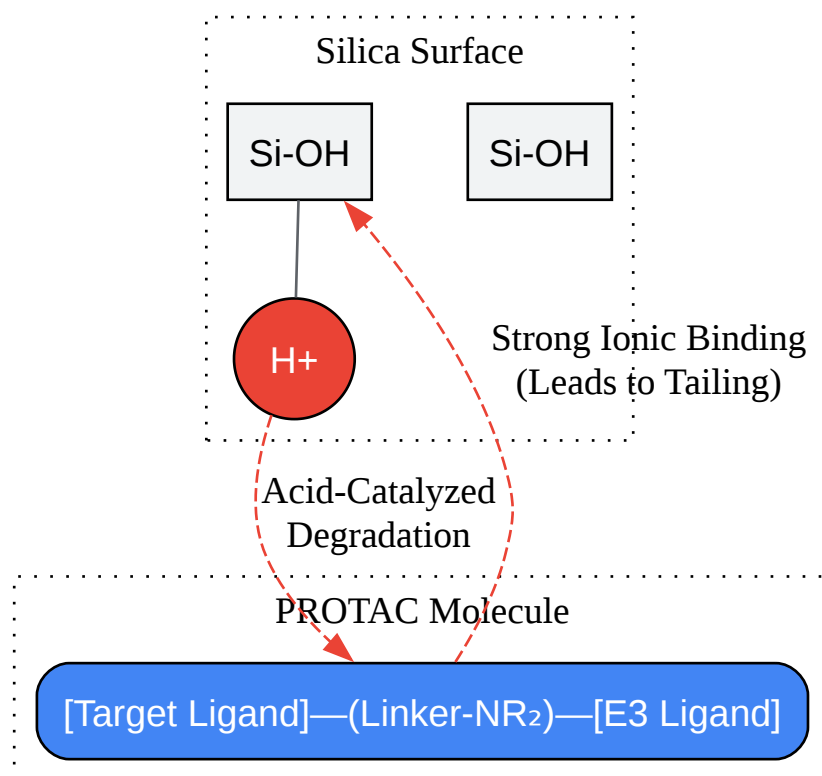 Silica Surface
Si-OH Si-OH
H+
Strong Ionic Binding
(Leads to Tailing)
Acid-Catalyzed
Degradation
PROTAC Molecule
[Target Ligand]—(Linker-NR₂)—[E3 Ligand]